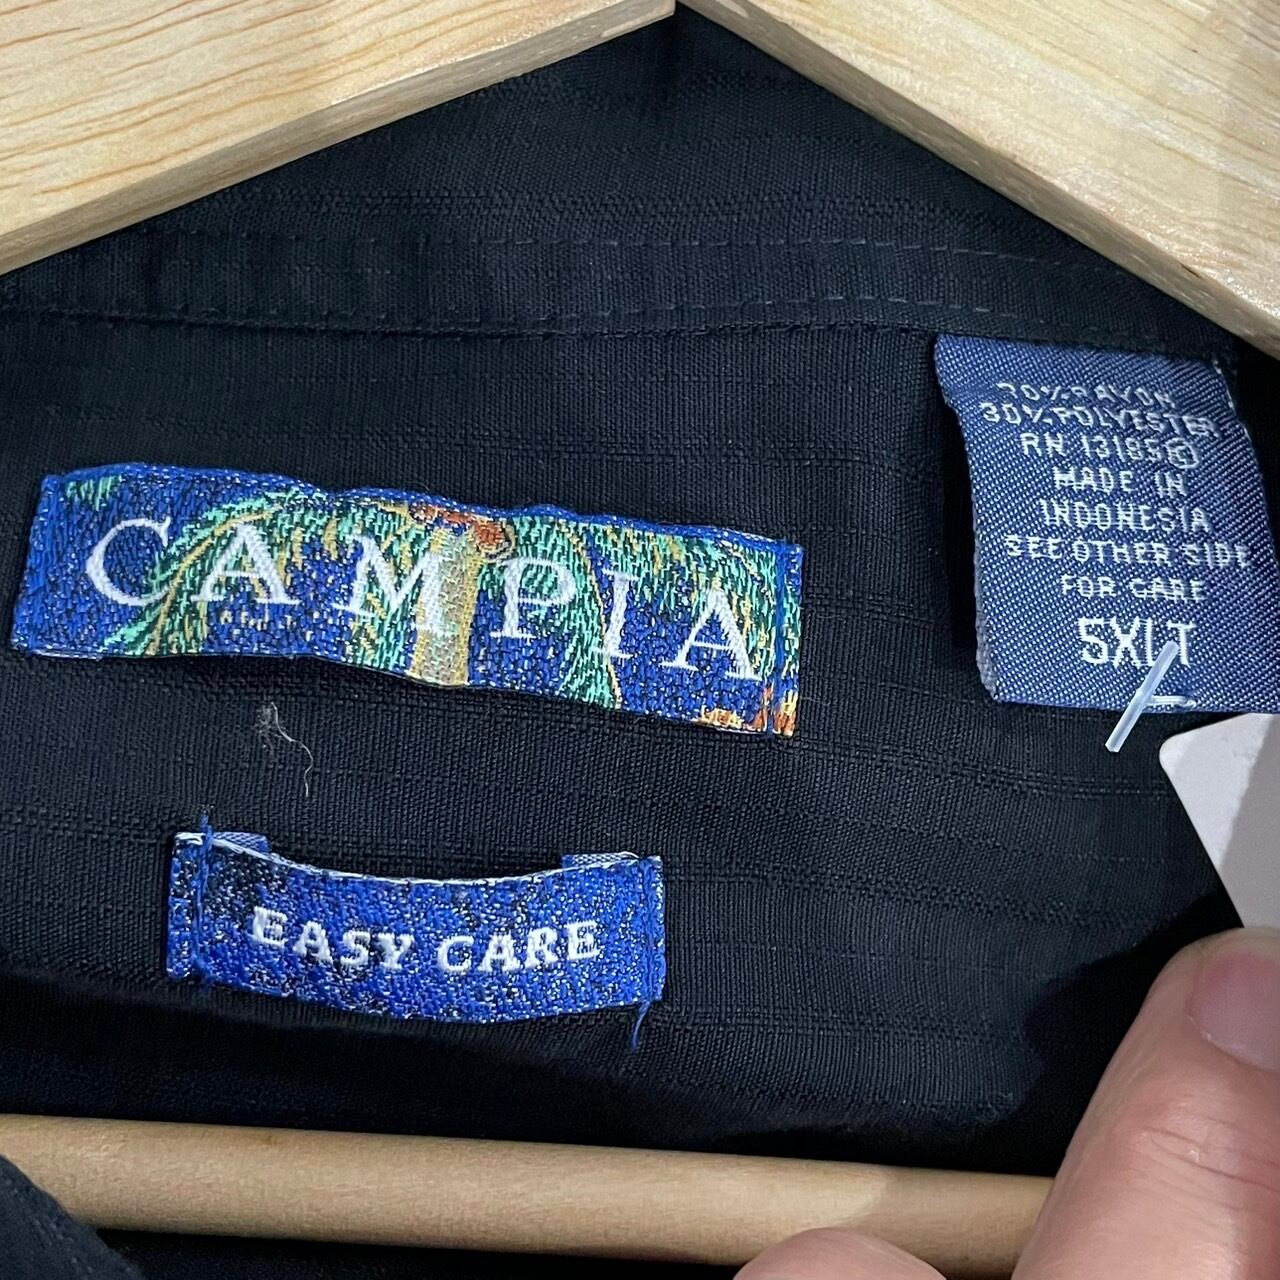 CAMPIA
EASY CARE
70% RAYON
30% POLYESTER
RN 13185 ©
MADE IN
INDONESIA
SEE OTHER SIDE
FOR CARE
5XLT